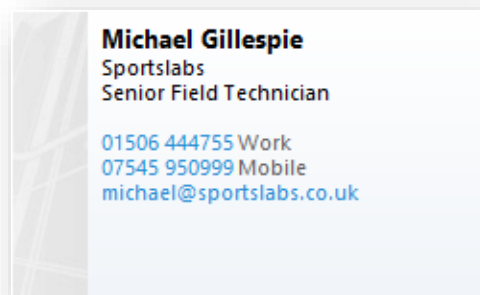 Michael Gillespie
Sportslabs
Senior Field Technician
01506 444755 Work
07545 950999 Mobile
michael@sportslabs.co.uk